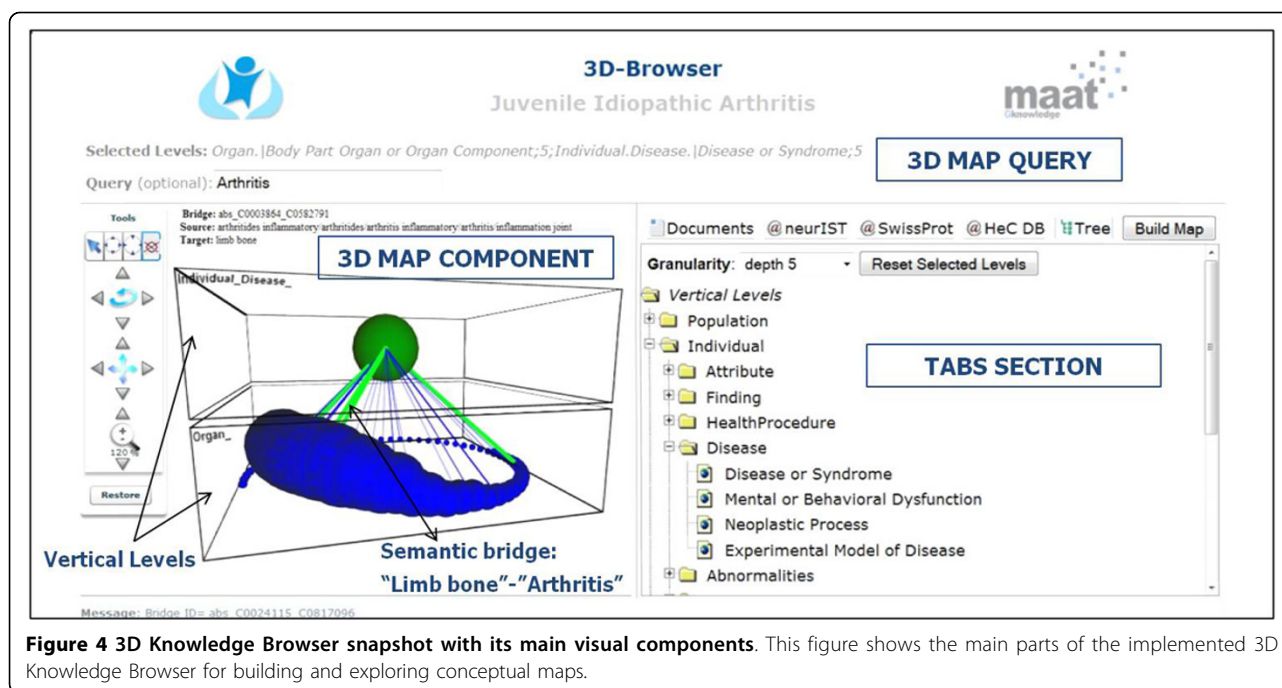 3D-Browser
Juvenile Idiopathic Arthritis
maat
Gknowledge
Selected Levels: Organ.|Body Part Organ or Organ Component;5;Individual.Disease.|Disease or Syndrome;5
3D MAP QUERY
Query (optional): Arthritis
Tools
Bridge: abs_C0003864_C0582791
Source: arthritides inflammatory/arthritides/arthritis inflammatory/arthritis/inflammation joint
Target: limb bone
3D MAP COMPONENT
Individual_Disease_
Organ_
120 %
Restore
Vertical Levels
Semantic bridge:
“Limb bone”-”Arthritis”
Documents @neurIST @SwissProt @HeC DB Tree Build Map
Granularity: depth 5 Reset Selected Levels
Vertical Levels
Population
Individual
TABS SECTION
Attribute
Finding
HealthProcedure
Disease
Disease or Syndrome
Mental or Behavioral Dysfunction
Neoplastic Process
Experimental Model of Disease
Abnormalities
Message: Bridge ID= abs_C0024115_C0817096
Figure 4 3D Knowledge Browser snapshot with its main visual components. This figure shows the main parts of the implemented 3D
Knowledge Browser for building and exploring conceptual maps.